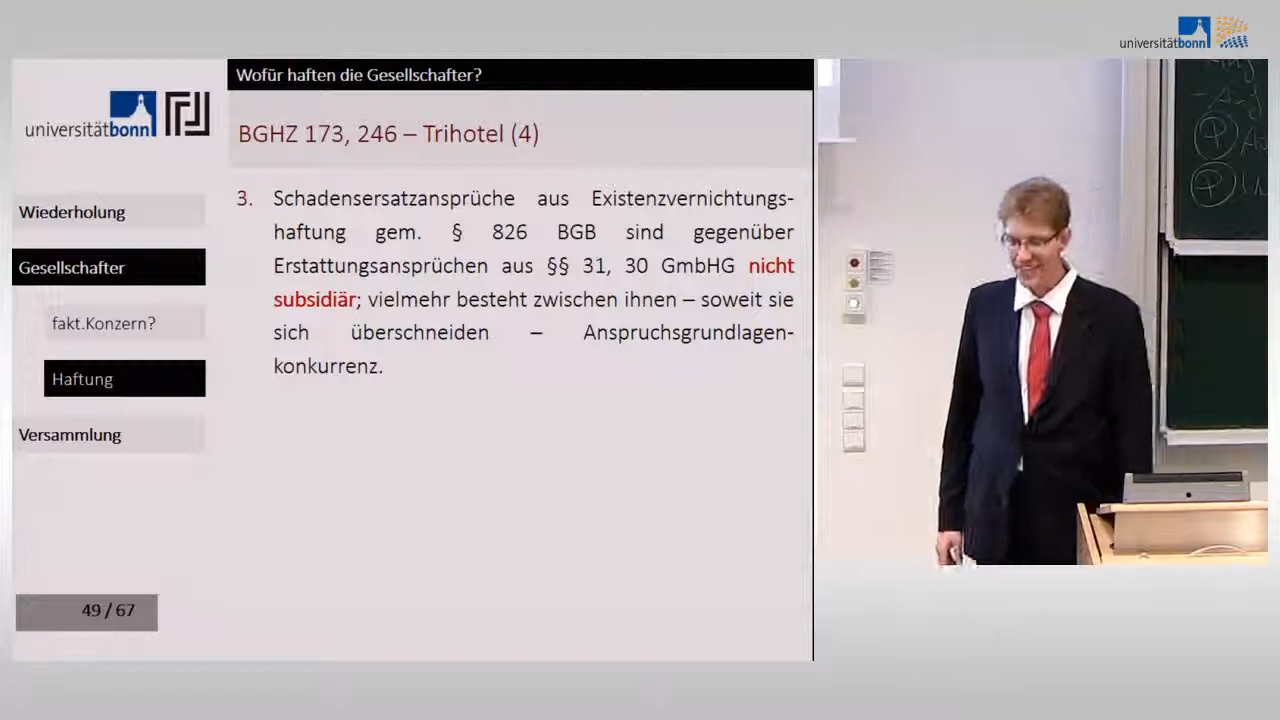 universitätbonn
Wofür haften die Gesellschafter?
universitätbonn
BGHZ 173, 246 – Trihotel (4)
3. Schadensersatzansprüche aus Existenzvernichtungs-
haftung gem. § 826 BGB sind gegenüber
Erstattungsansprüchen aus §§ 31, 30 GmbHG nicht
subsidiär; vielmehr besteht zwischen ihnen – soweit sie
sich überschneiden – Anspruchsgrundlagen-
konkurrenz.
Wiederholung
Gesellschafter
fakt.Konzern?
Haftung
Versammlung
49 / 67